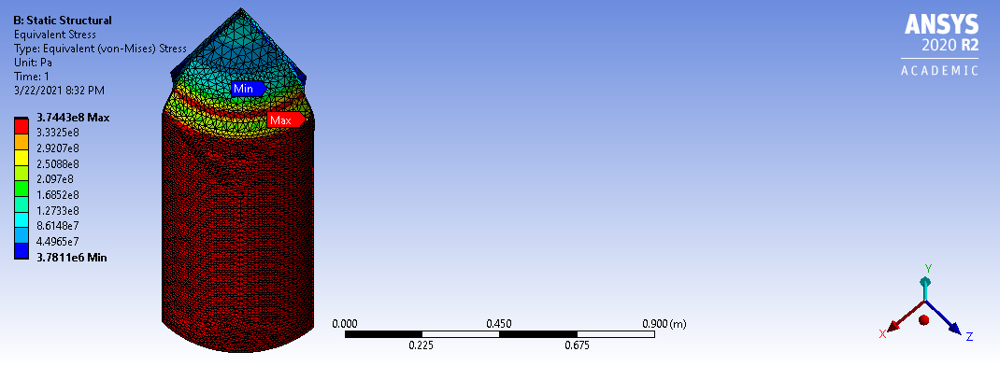 B: Static Structural
Equivalent Stress
Type: Equivalent (von-Mises) Stress
Unit: Pa
Time: 1
3/22/2021 8:32 PM
3.7443e8 Max
3.3325e8
2.9207e8
2.5088e8
2.097e8
1.6852e8
1.2733e8
8.6148e7
4.4965e7
3.7811e6 Min
Min
Max
ANSYS
2020 R2
ACADEMIC
0.000 0.450 0.900 (m)
0.225 0.675
Y
X Z